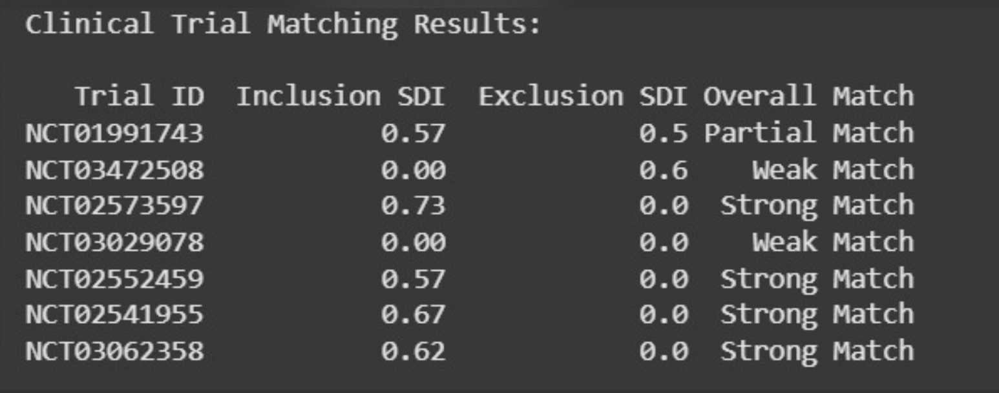 Clinical Trial Matching Results:
Trial ID Inclusion SDI Exclusion SDI Overall Match
NCT01991743 0.57 0.5 Partial Match
NCT03472508 0.00 0.6 Weak Match
NCT02573597 0.73 0.0 Strong Match
NCT03029078 0.00 0.0 Weak Match
NCT02552459 0.57 0.0 Strong Match
NCT02541955 0.67 0.0 Strong Match
NCT03062358 0.62 0.0 Strong Match